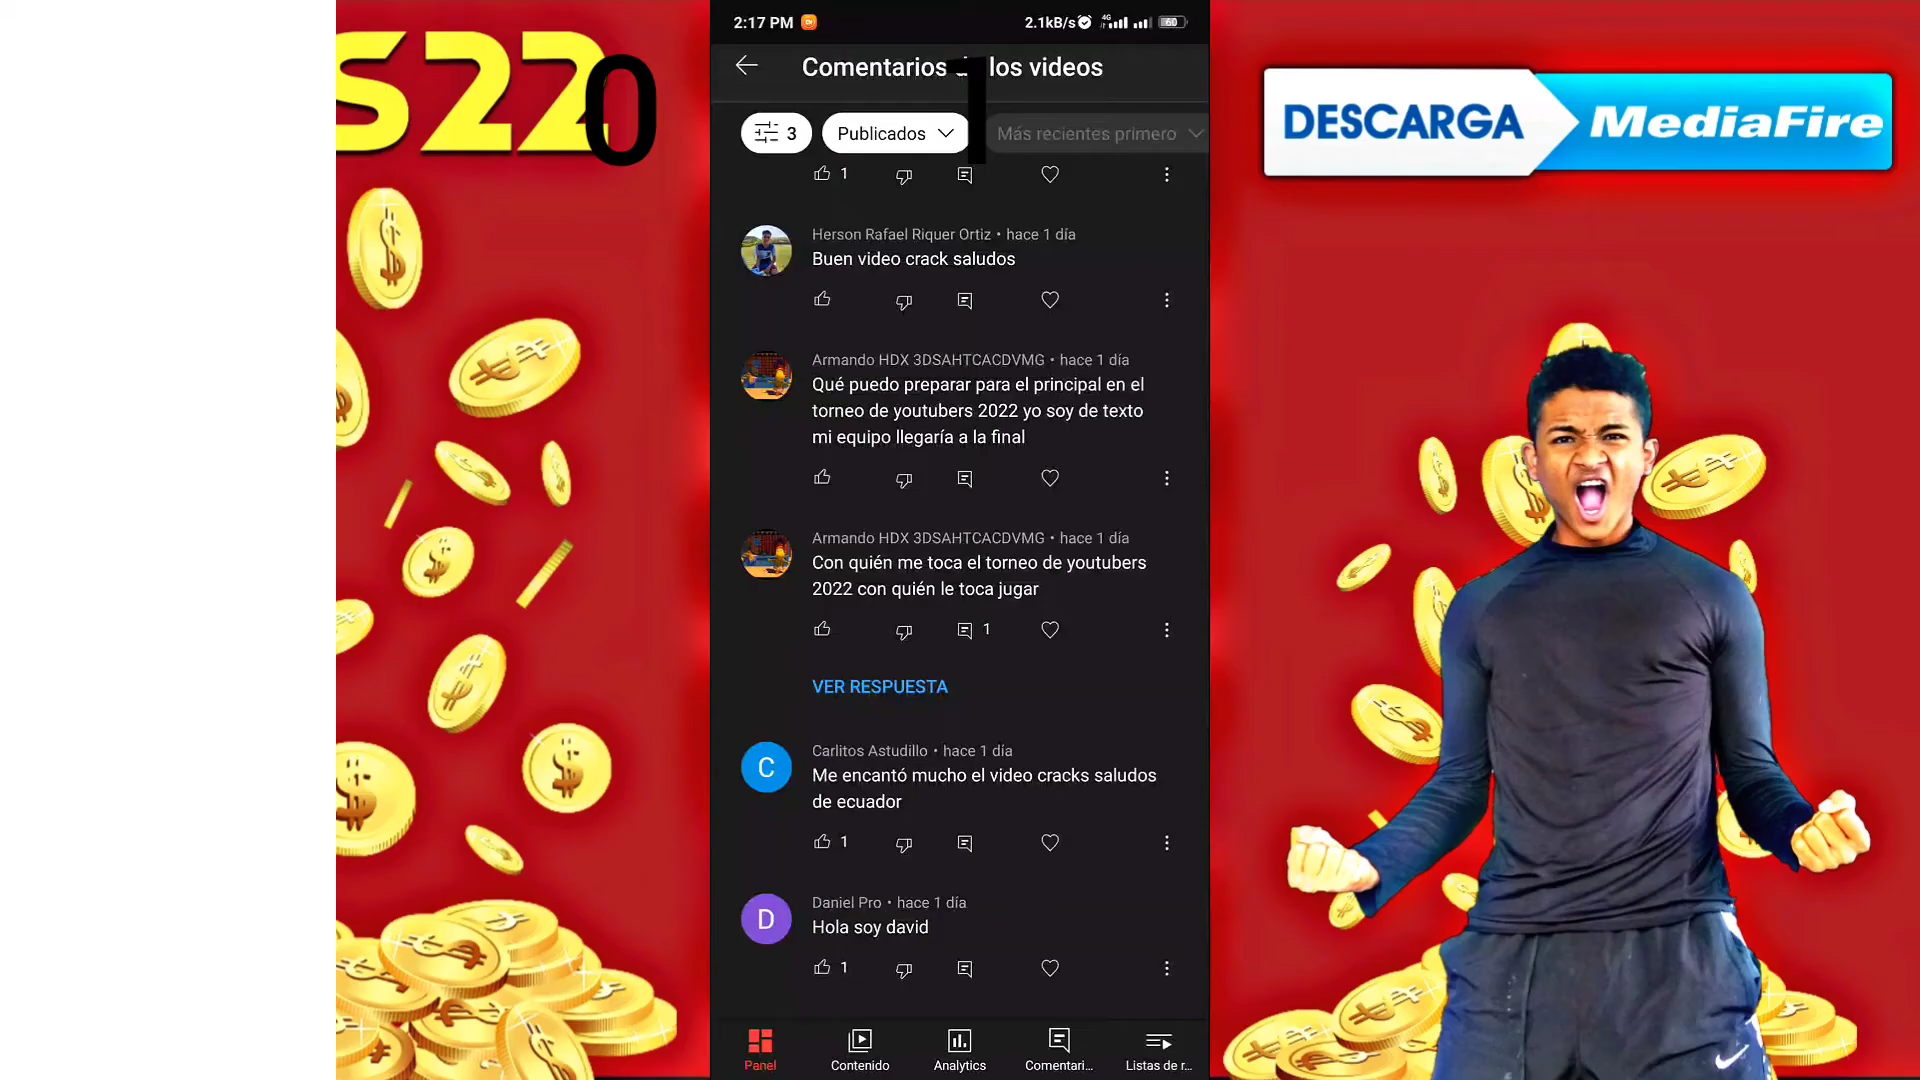 S22
0
DESCARGA MediaFire
2:17 PM
2.1kB/s 4G 60
Comentarios los videos
1
3 Publicados Más recientes primero
1
Herson Rafael Riquer Ortiz • hace 1 día
Buen video crack saludos
Armando HDX 3DSAHTCACDVMG • hace 1 día
Qué puedo preparar para el principal en el
torneo de youtubers 2022 yo soy de texto
mi equipo llegaría a la final
Armando HDX 3DSAHTCACDVMG • hace 1 día
Con quién me toca el torneo de youtubers
2022 con quién le toca jugar
1
VER RESPUESTA
C
Carlitos Astudillo • hace 1 día
Me encantó mucho el video cracks saludos
de ecuador
1
D
Daniel Pro • hace 1 día
Hola soy david
1
Panel Contenido Analytics Comentari... Listas de r...